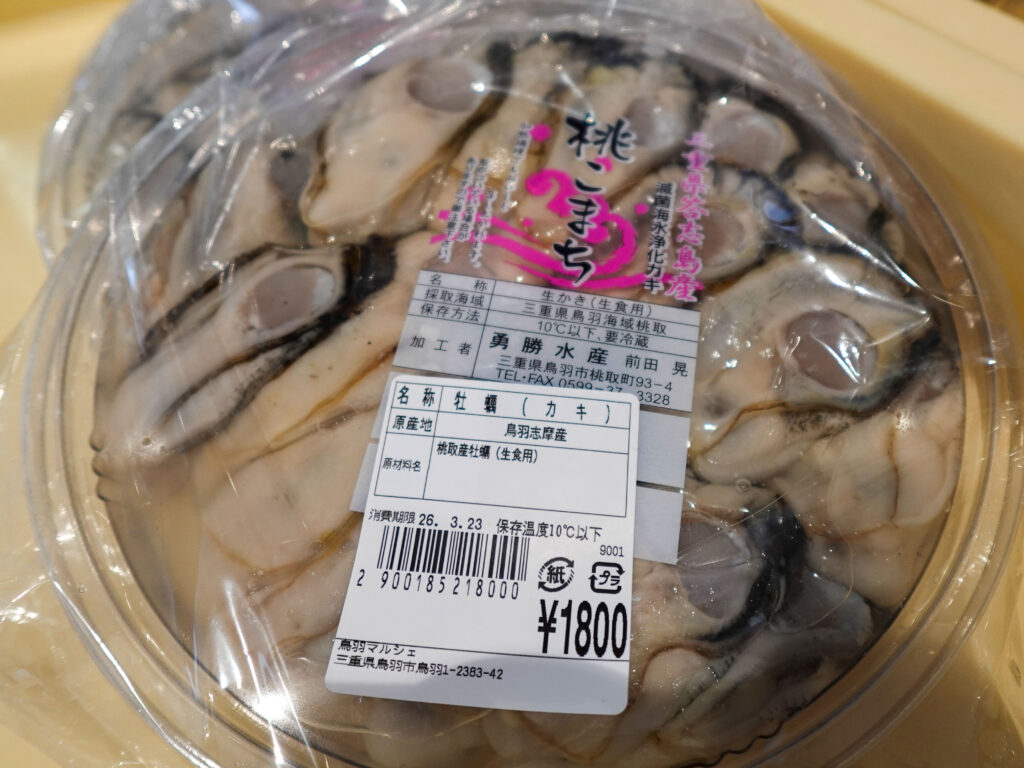 三重県答志島産
滅菌海水浄化カキ
桃こまち
名称 生かき(生食用)
採取海域 三重県鳥羽海域桃取
保存方法 10℃以下、要冷蔵
加工者 勇勝水産 前田 晃
三重県鳥羽市桃取町93-4
TEL・FAX 0599-37-3328
名称 牡蠣 (カキ)
原産地 鳥羽志摩産
原材料名 桃取産牡蠣(生食用)
消費期限 26. 3.23 保存温度10℃以下
9001
2 900185 218000
紙 プラ
¥1800
鳥羽マルシェ
三重県鳥羽市鳥羽1-2383-42